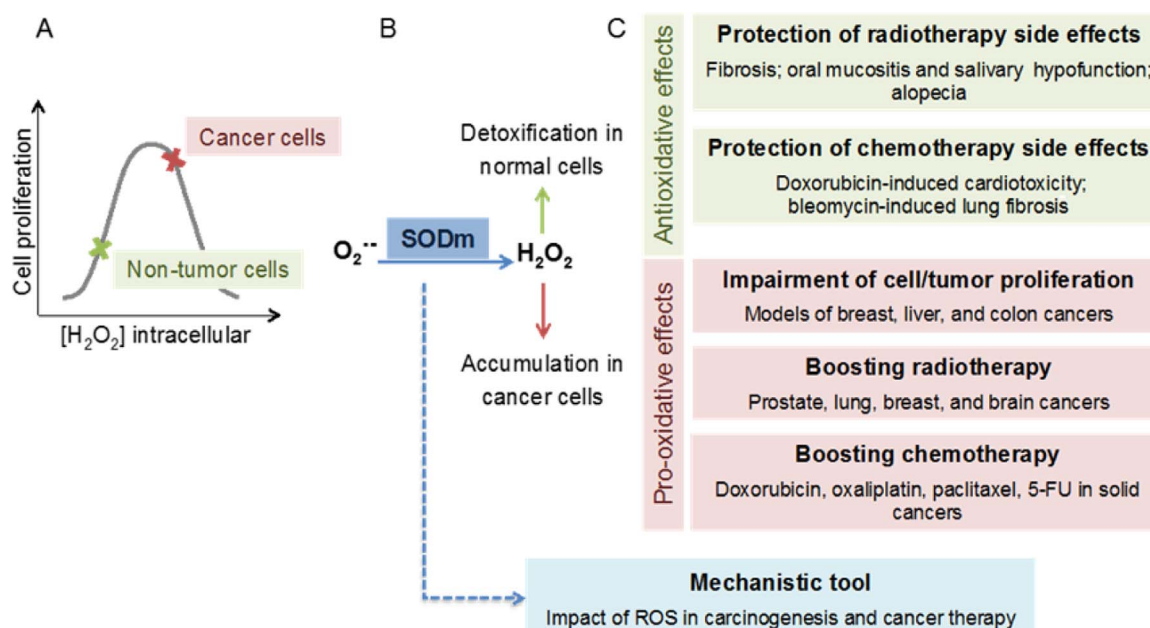 A
Cell proliferation
Cancer cells
Non-tumor cells
[H₂O₂] intracellular
B
Detoxification in
normal cells
O₂·-
SODm
H₂O₂
Accumulation in
cancer cells
C
Antioxidative effects
Protection of radiotherapy side effects
Fibrosis; oral mucositis and salivary hypofunction;
alopecia
Protection of chemotherapy side effects
Doxorubicin-induced cardiotoxicity;
bleomycin-induced lung fibrosis
Pro-oxidative effects
Impairment of cell/tumor proliferation
Models of breast, liver, and colon cancers
Boosting radiotherapy
Prostate, lung, breast, and brain cancers
Boosting chemotherapy
Doxorubicin, oxaliplatin, paclitaxel, 5-FU in solid
cancers
Mechanistic tool
Impact of ROS in carcinogenesis and cancer therapy